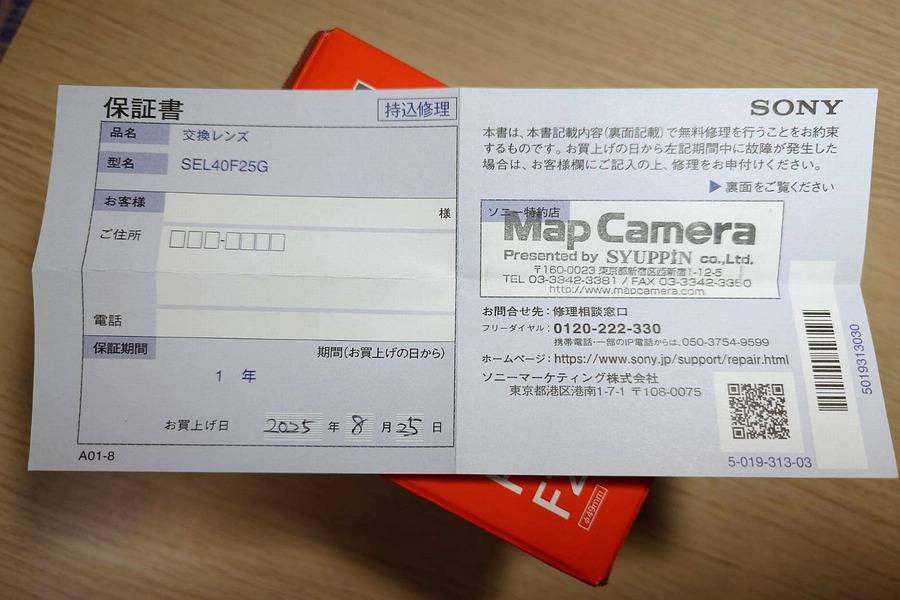 保証書
持込修理
品名 交換レンズ
型名 SEL40F25G
お客様 様
ご住所
電話
保証期間 期間(お買上げの日から)
1 年
お買上げ日 2025 年 8 月 25 日
A01-8
SONY
本書は、本書記載内容(裏面記載)で無料修理を行うことをお約束
するものです。お買上げの日から左記期間中に故障が発生した
場合は、お客様欄にご記入の上、修理をお申付けください。
▶裏面をご覧ください
ソニー特約店
Map Camera
Presented by SYUPPIN co.,Ltd.
〒160-0023 東京都新宿区西新宿1-12-5
TEL 03-3342-3381 / FAX 03-3342-3380
http://www.mapcamera.com
お問合せ先：修理相談窓口
フリーダイヤル：0120-222-330
携帯電話・一部のIP電話からは、050-3754-9599
ホームページ：https://www.sony.jp/support/repair.html
ソニーマーケティング株式会社
東京都港区港南1-7-1 〒108-0075
5019313030
5-019-313-03
φ49mm